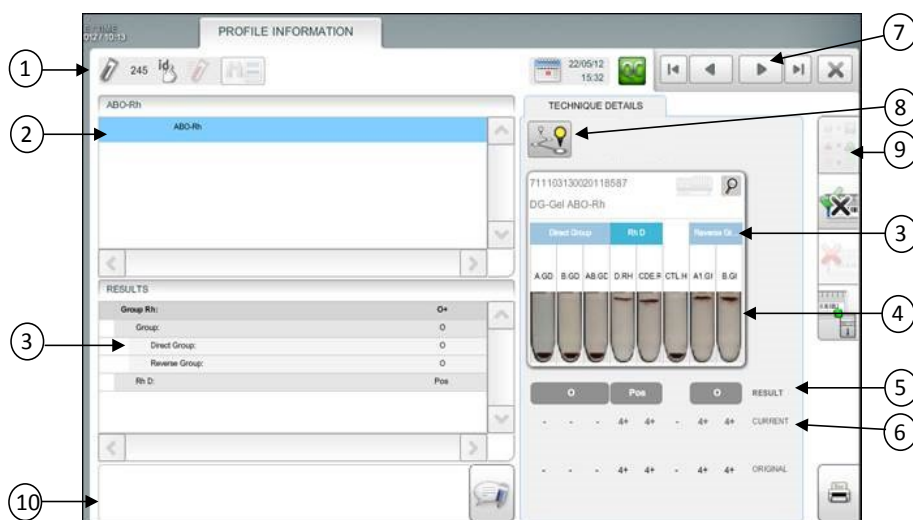 PROFILE INFORMATION
7
1
245 id
22/05/12
15:32
QC
ABO-Rh
TECHNIQUE DETAILS
8
2
ABO-Rh
9
711103130020118587
DG-Gel ABO-Rh
Direct Group Rh D Reverse Gr
3
A.GD B.GD AB.GD D.RH CDE.R CTL.H A1.GI B.GI
RESULTS
Group Rh: O+
Group: O
3
Direct Group: O
Reverse Group: O
Rh D: Pos
4
O Pos O RESULT
5
- - - 4+ 4+ - 4+ 4+ CURRENT
6
- - - 4+ 4+ - 4+ 4+ ORIGINAL
10